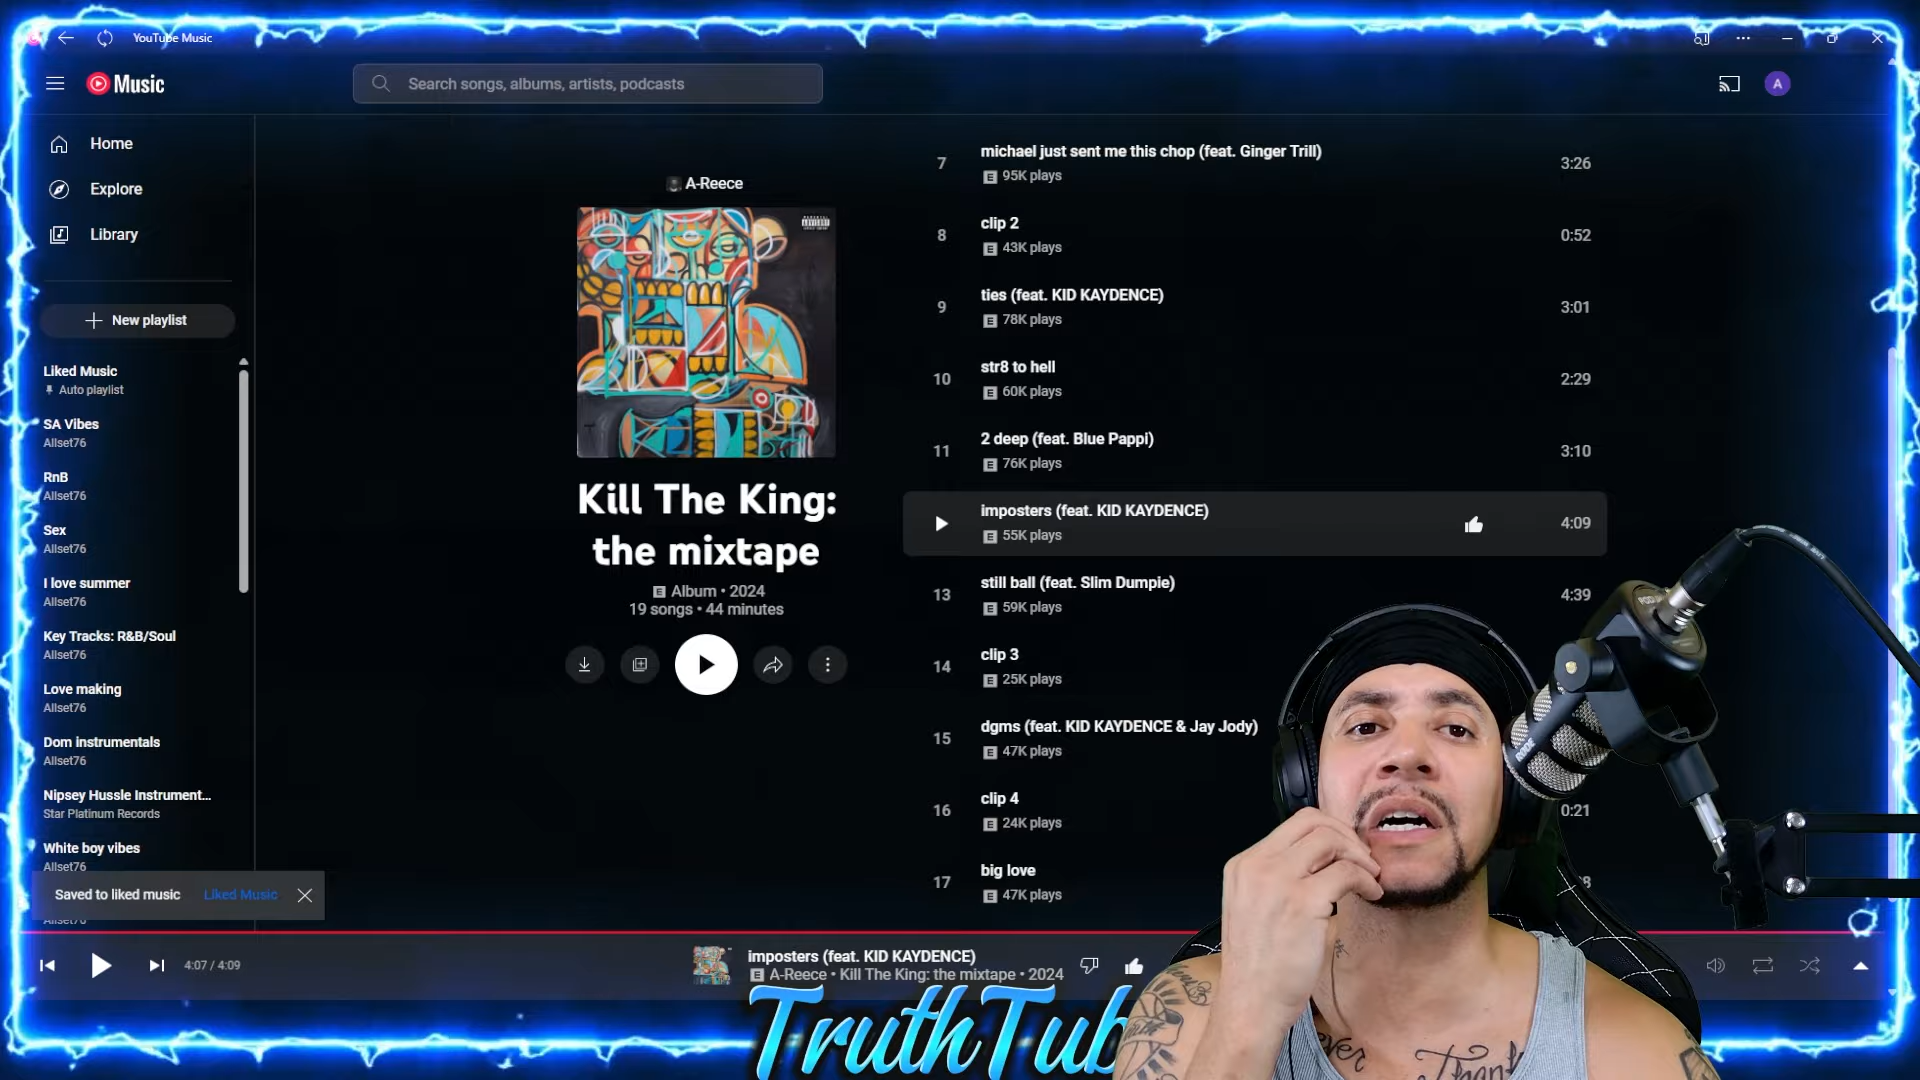 YouTube Music
Music
Search songs, albums, artists, podcasts
A
Home
Explore
Library
New playlist
Liked Music
Auto playlist
SA Vibes
Allset76
RnB
Allset76
Sex
Allset76
I love summer
Allset76
Key Tracks: R&B/Soul
Allset76
Love making
Allset76
Dom instrumentals
Allset76
Nipsey Hussle Instrument...
Star Platinum Records
White boy vibes
Allset76
Saved to liked music Liked Music
A-Reece
Kill The King:
the mixtape
E Album • 2024
19 songs • 44 minutes
7 michael just sent me this chop (feat. Ginger Trill) 3:26
E 95K plays
8 clip 2 0:52
E 43K plays
9 ties (feat. KID KAYDENCE) 3:01
E 78K plays
10 str8 to hell 2:29
E 60K plays
11 2 deep (feat. Blue Pappi) 3:10
E 76K plays
imposters (feat. KID KAYDENCE) 4:09
E 55K plays
13 still ball (feat. Slim Dumpie) 4:39
E 59K plays
14 clip 3
E 25K plays
15 dgms (feat. KID KAYDENCE & Jay Jody)
E 47K plays
16 clip 4 0:21
E 24K plays
17 big love
E 47K plays
4:07 / 4:09
imposters (feat. KID KAYDENCE)
E A-Reece • Kill The King: the mixtape • 2024
TruthTub
RODE